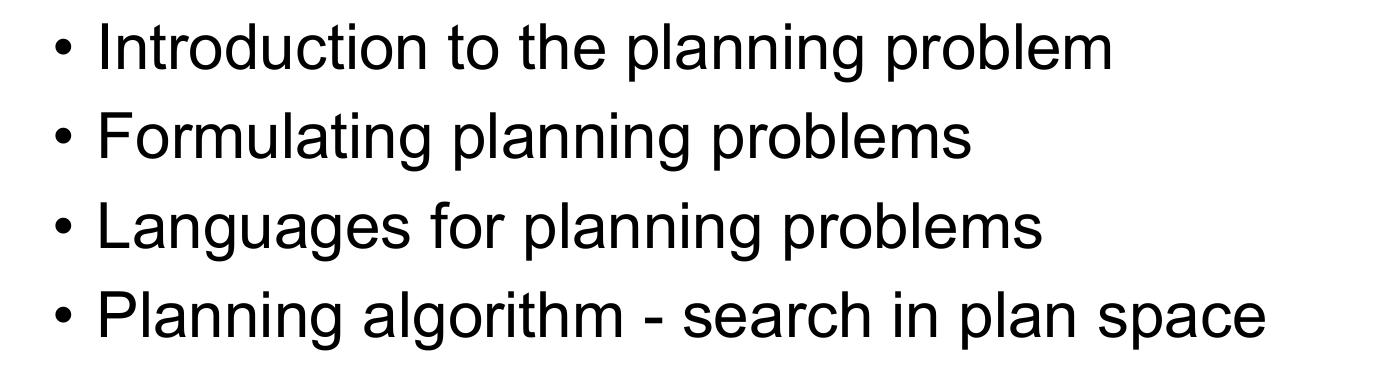 • Introduction to the planning problem
• Formulating planning problems
• Languages for planning problems
• Planning algorithm - search in plan space